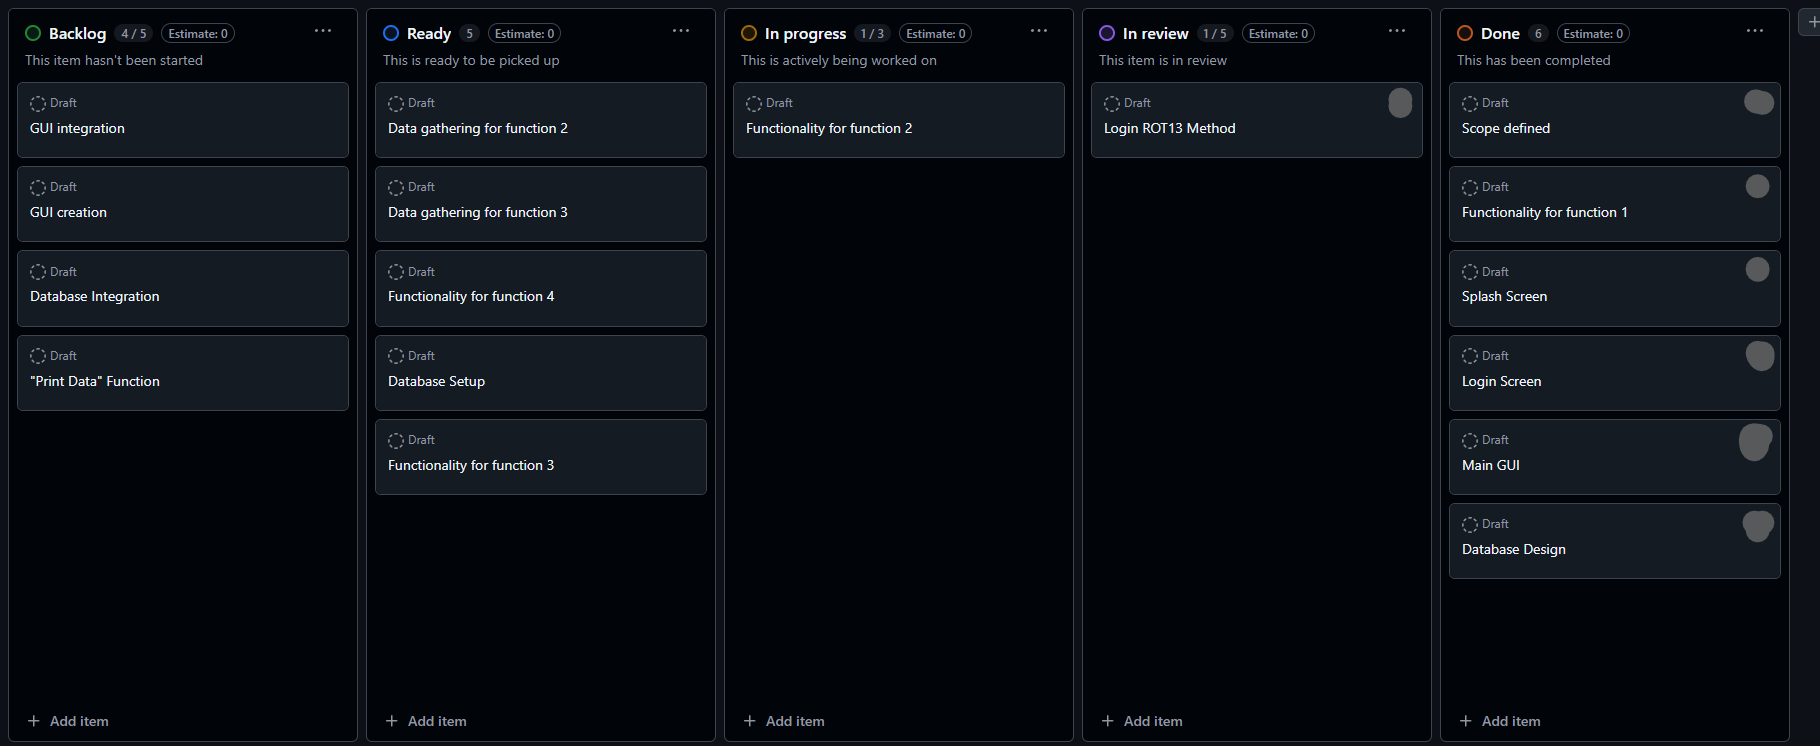 Backlog 4 / 5 Estimate: 0 ...
This item hasn't been started
Draft
GUI integration
Draft
GUI creation
Draft
Database Integration
Draft
"Print Data" Function
+ Add item
Ready 5 Estimate: 0 ...
This is ready to be picked up
Draft
Data gathering for function 2
Draft
Data gathering for function 3
Draft
Functionality for function 4
Draft
Database Setup
Draft
Functionality for function 3
+ Add item
In progress 1 / 3 Estimate: 0 ...
This is actively being worked on
Draft
Functionality for function 2
+ Add item
In review 1 / 5 Estimate: 0 ...
This item is in review
Draft
Login ROT13 Method
+ Add item
Done 6 Estimate: 0 ...
This has been completed
Draft
Scope defined
Draft
Functionality for function 1
Draft
Splash Screen
Draft
Login Screen
Draft
Main GUI
Draft
Database Design
+ Add item